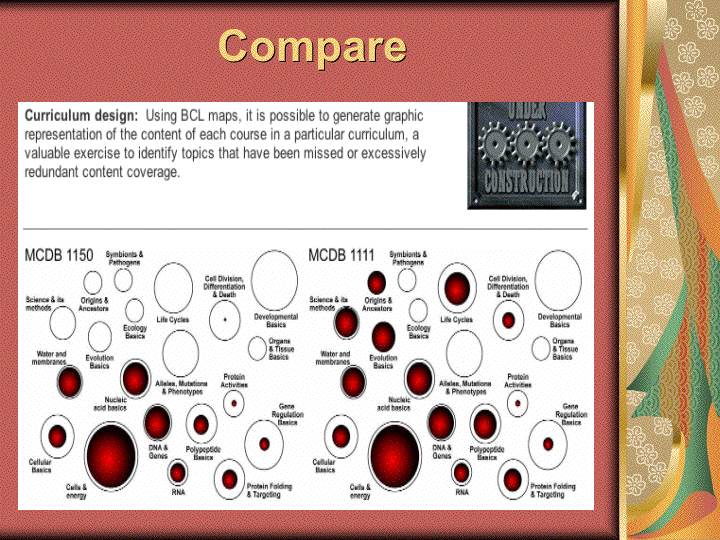 Compare
Curriculum design: Using BCL maps, it is possible to generate graphic
representation of the content of each course in a particular curriculum, a
valuable exercise to identify topics that have been missed or excessively
redundant content coverage.
UNDER
CONSTRUCTION
MCDB 1150
Symbionts &
Pathogens
Cell Division,
Differentiation
& Death
Science & its
methods
Origins &
Ancestors
Life Cycles
Developmental
Basics
Ecology
Basics
Organs
& Tissue
Basics
Water and
membranes
Evolution
Basics
Alleles, Mutations
& Phenotypes
Protein
Activities
Nucleic
acid basics
Gene
Regulation
Basics
DNA &
Genes
Polypeptide
Basics
Cellular
Basics
Cells &
energy
RNA
Protein Folding
& Targeting
MCDB 1111
Symbionts &
Pathogens
Cell Division,
Differentiation
& Death
Science & its
methods
Origins &
Ancestors
Life Cycles
Developmental
Basics
Ecology
Basics
Organs
& Tissue
Basics
Water and
membranes
Evolution
Basics
Alleles, Mutations
& Phenotypes
Protein
Activities
Nucleic
acid basics
Gene
Regulation
Basics
DNA &
Genes
Polypeptide
Basics
Cellular
Basics
Cells &
energy
RNA
Protein Folding
& Targeting